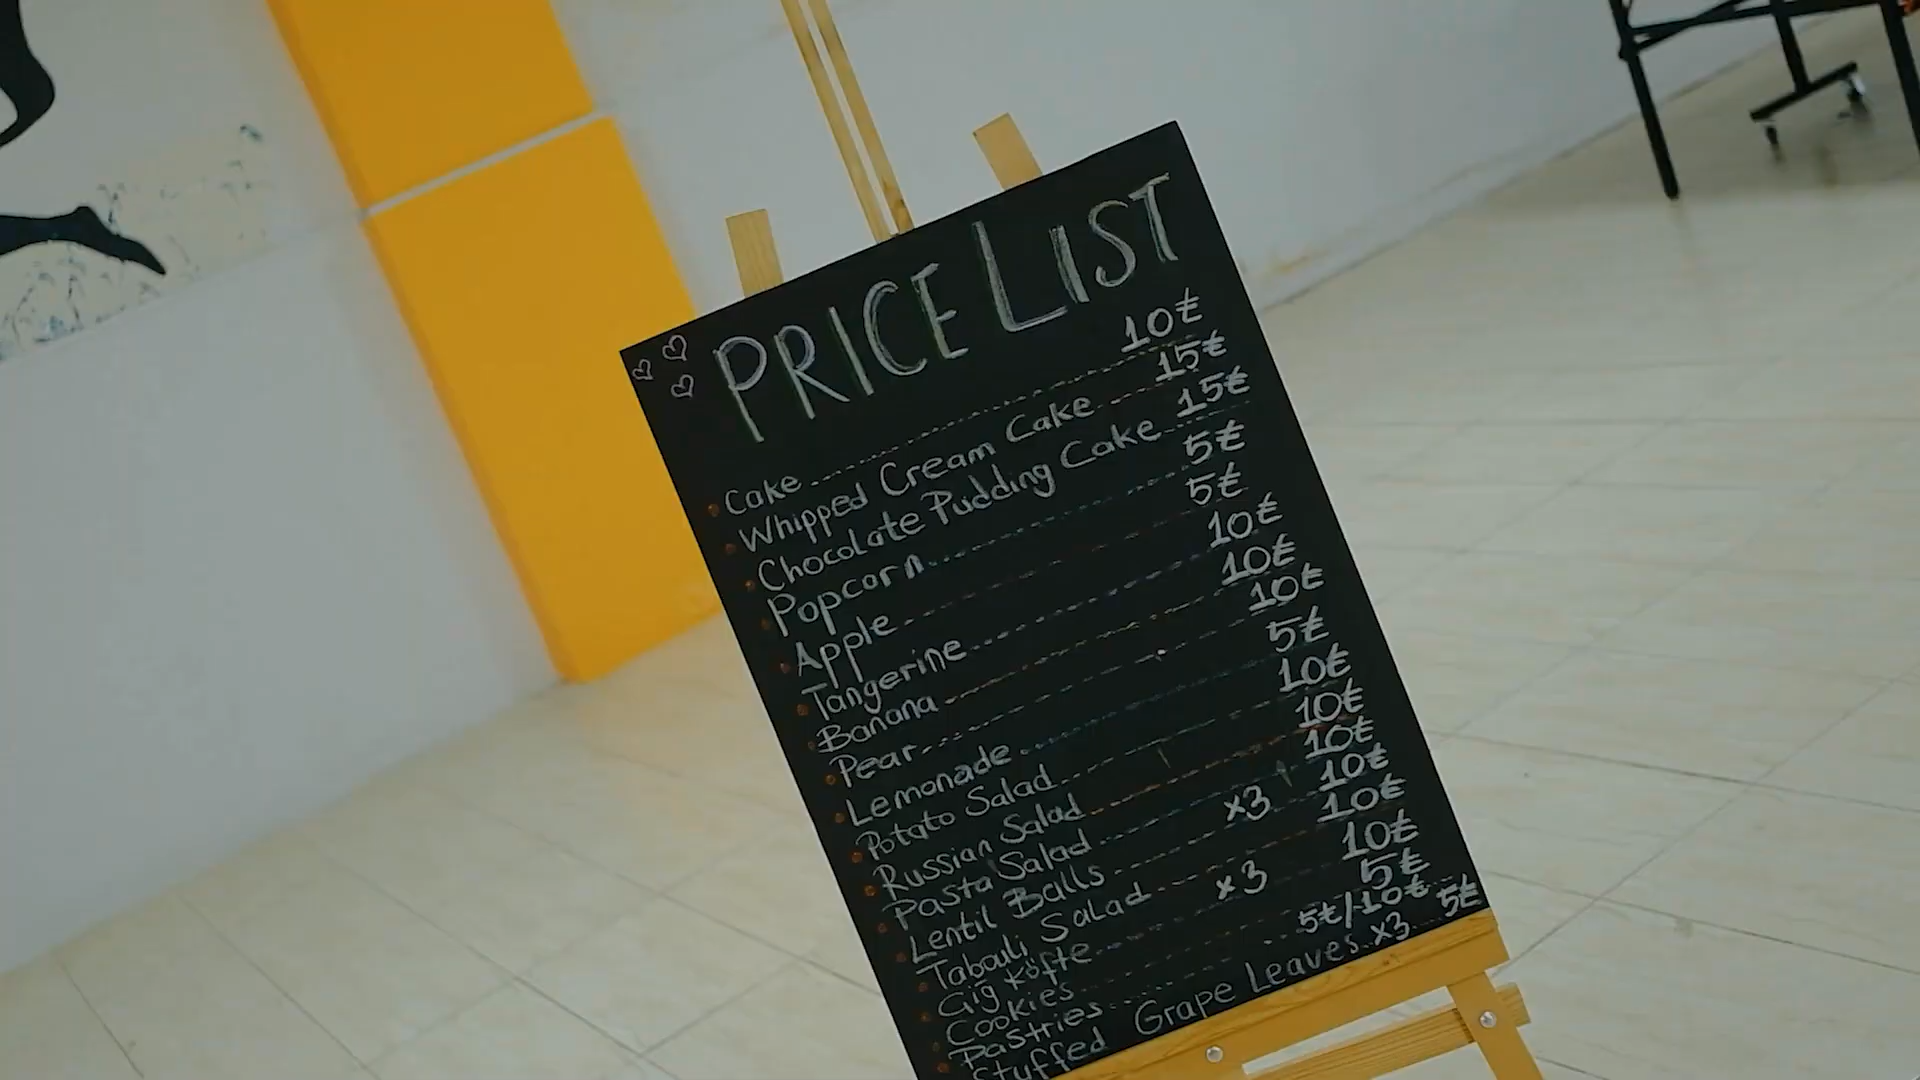 PRICE LIST
Cake 10₺
Whipped Cream Cake 15₺
Chocolate Pudding Cake 15₺
Popcorn 5₺
Apple 5₺
Tangerine 10₺
Banana 10₺
Pear 10₺
Lemonade 5₺
Potato Salad 10₺
Russian Salad 10₺
Pasta Salad 10₺
Lentil Balls x3 10₺
Tabouli Salad 10₺
Çiğ köfte x3 10₺
Cookies 5₺
Pastries 5₺/10₺
Stuffed Grape Leaves x3 5₺